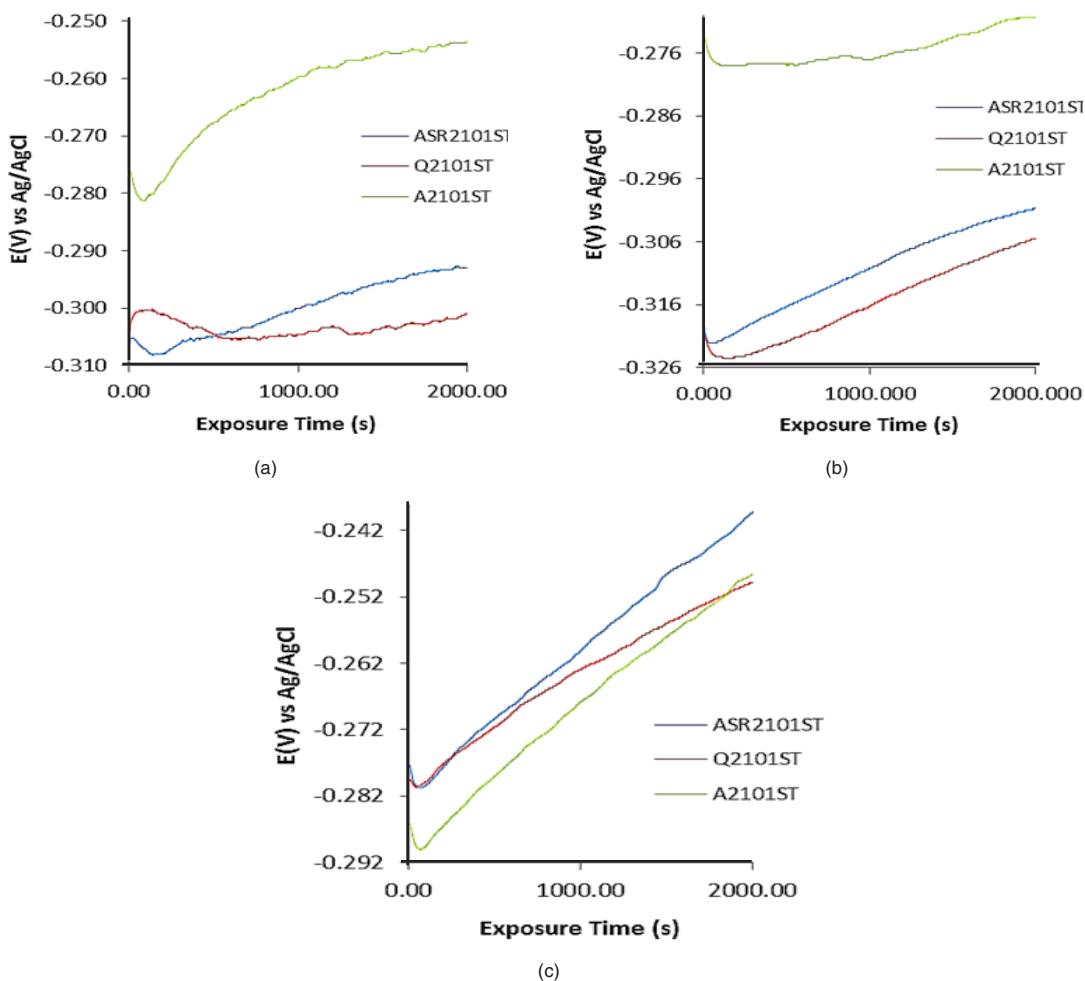 -0.250
-0.260
-0.270
-0.280
-0.290
-0.300
-0.310
E(V) vs Ag/AgCl
ASR2101ST
Q2101ST
A2101ST
0.00 1000.00 2000.00
Exposure Time (s)
(a)
-0.276
-0.286
-0.296
-0.306
-0.316
-0.326
E(V) vs Ag/AgCl
ASR2101ST
Q2101ST
A2101ST
0.000 1000.000 2000.000
Exposure Time (s)
(b)
-0.242
-0.252
-0.262
-0.272
-0.282
-0.292
E(V) vs Ag/AgCl
ASR2101ST
Q2101ST
A2101ST
0.00 1000.00 2000.00
Exposure Time (s)
(c)